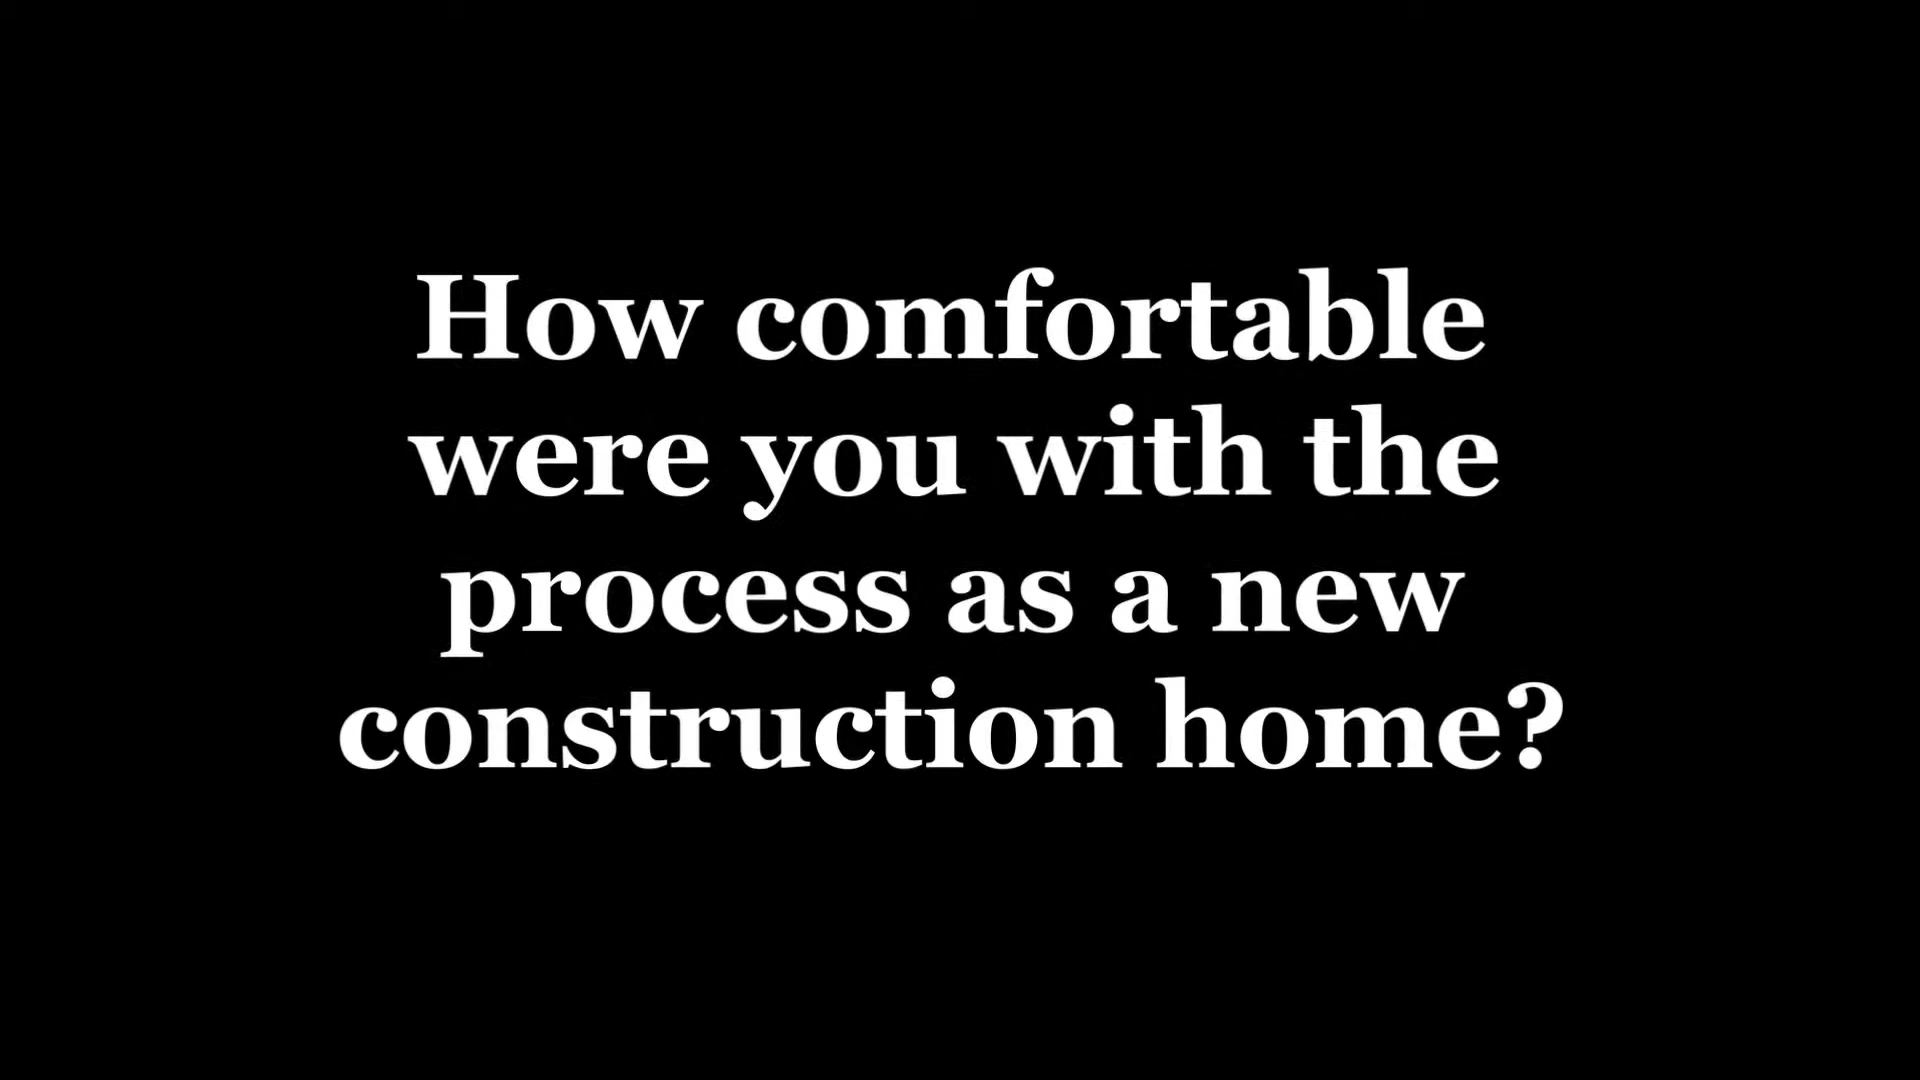 How comfortable
were you with the
process as a new
construction home?